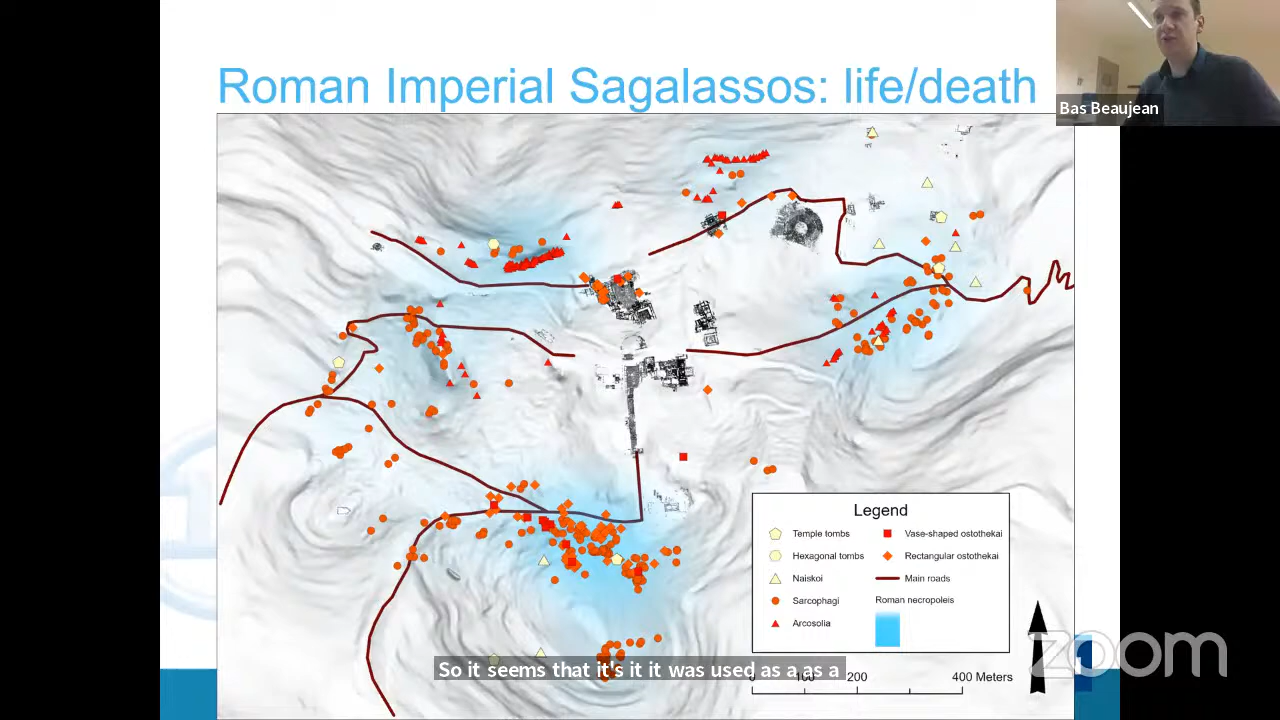 Roman Imperial Sagalassos: life/death
Bas Beaujean
Legend
Temple tombs
Hexagonal tombs
Naiskoi
Sarcophagi
Arcosolia
Vase-shaped ostothekai
Rectangular ostothekai
Main roads
Roman necropoleis
So it seems that it's it it was used as a as a
100 200 400 Meters
zoom